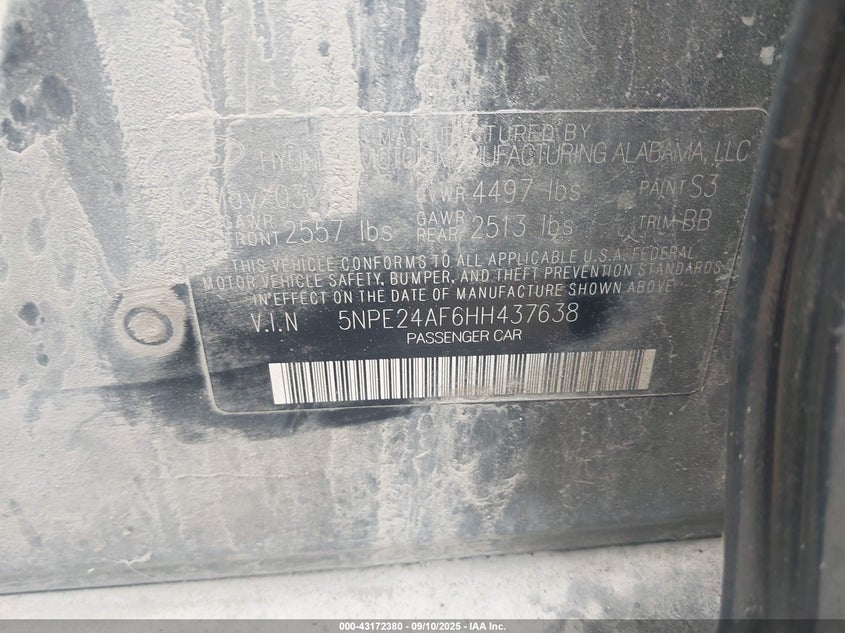 MANUFACTURED BY
HYUNDAI MOTOR MANUFACTURING ALABAMA, LLC
GVWR 4497 lbs PAINT S3
GAWR FRONT 2557 lbs GAWR REAR 2513 lbs TRIM BB
THIS VEHICLE CONFORMS TO ALL APPLICABLE U.S.A. FEDERAL
MOTOR VEHICLE SAFETY, BUMPER, AND THEFT PREVENTION STANDARDS
IN EFFECT ON THE DATE OF MANUFACTURE SHOWN ABOVE.
V.I.N 5NPE24AF6HH437638
PASSENGER CAR
000-43172380 - 09/10/2025 - IAA Inc.